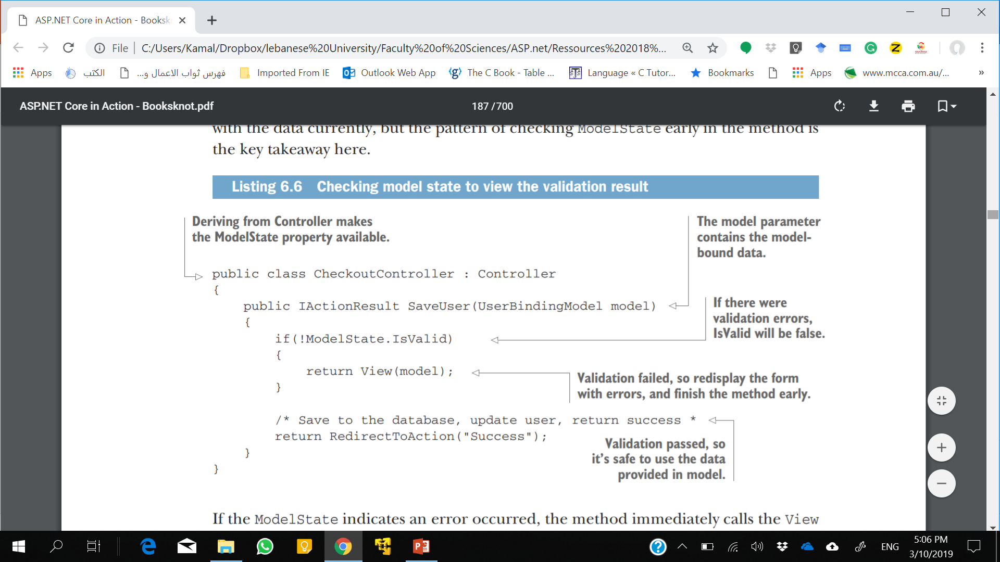 ASP.NET Core in Action - Booksk
File
C:/Users/Kamal/Dropbox/lebanese%20University/Faculty%20of%20Sciences/ASP.net/Ressources%202018%...
Apps
الكتب
فهرس ثواب الاعمال و...
Imported From IE
Outlook Web App
The C Book - Table ...
Language « C Tutor...
Bookmarks
Apps
www.mcca.com.au/...
»
ASP.NET Core in Action - Booksknot.pdf
187 / 700
with the data currently, but the pattern of checking ModelState early in the method is
the key takeaway here.
Listing 6.6 Checking model state to view the validation result
Deriving from Controller makes
the ModelState property available.
The model parameter
contains the model-
bound data.
public class CheckoutController : Controller
{
public IActionResult SaveUser(UserBindingModel model)
{
If there were
validation errors,
IsValid will be false.
if(!ModelState.IsValid)
{
return View(model);
}
Validation failed, so redisplay the form
with errors, and finish the method early.
/* Save to the database, update user, return success *
return RedirectToAction("Success");
}
}
Validation passed, so
it's safe to use the data
provided in model.
If the ModelState indicates an error occurred, the method immediately calls the View
ENG
5:06 PM
3/10/2019